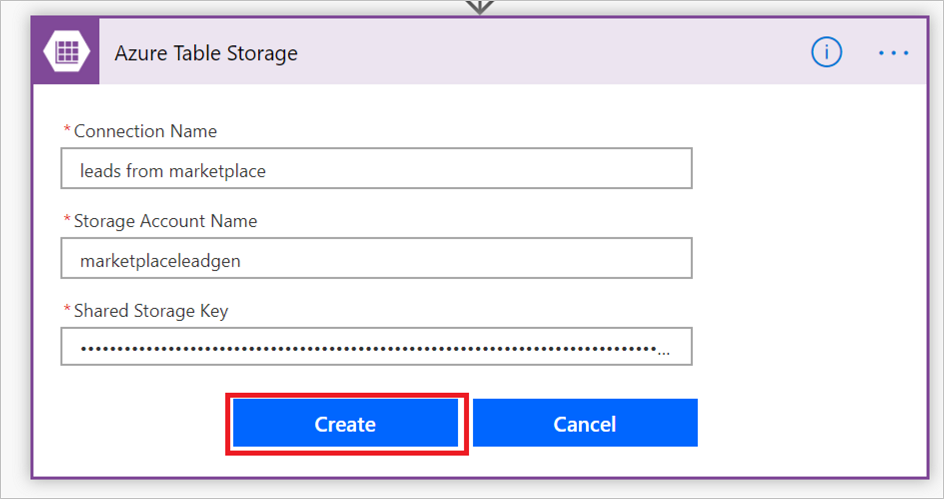 Azure Table Storage
*Connection Name
leads from marketplace
*Storage Account Name
marketplaceleadgen
*Shared Storage Key
••••••••••••••••••••••••••••••••••••••••••••••••••••••••••••••••••••••••••••••••...
Create Cancel